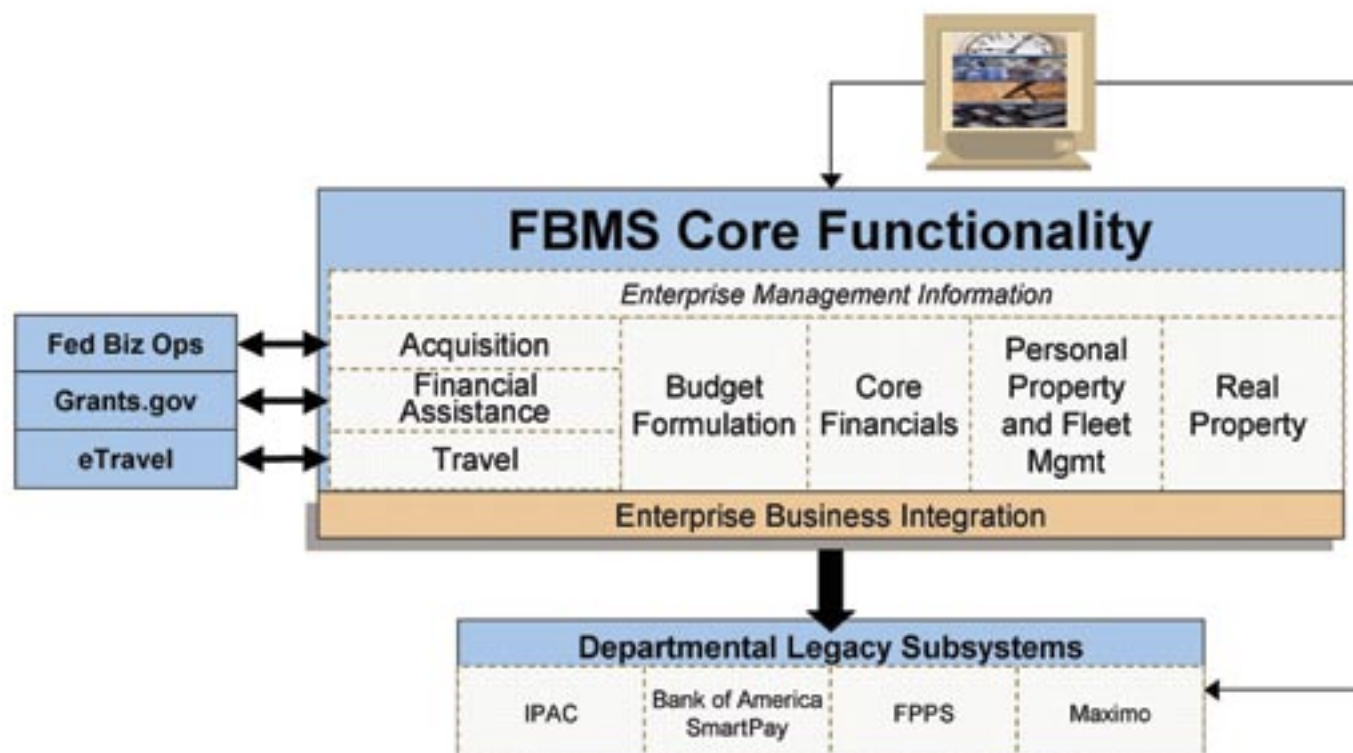 FBMS Core Functionality
Enterprise Management Information
Fed Biz Ops
Grants.gov
eTravel
Acquisition
Financial
Assistance
Travel
Budget
Formulation
Core
Financials
Personal
Property
and Fleet
Mgmt
Real
Property
Enterprise Business Integration
Departmental Legacy Subsystems
IPAC
Bank of America
SmartPay
FPPS
Maximo